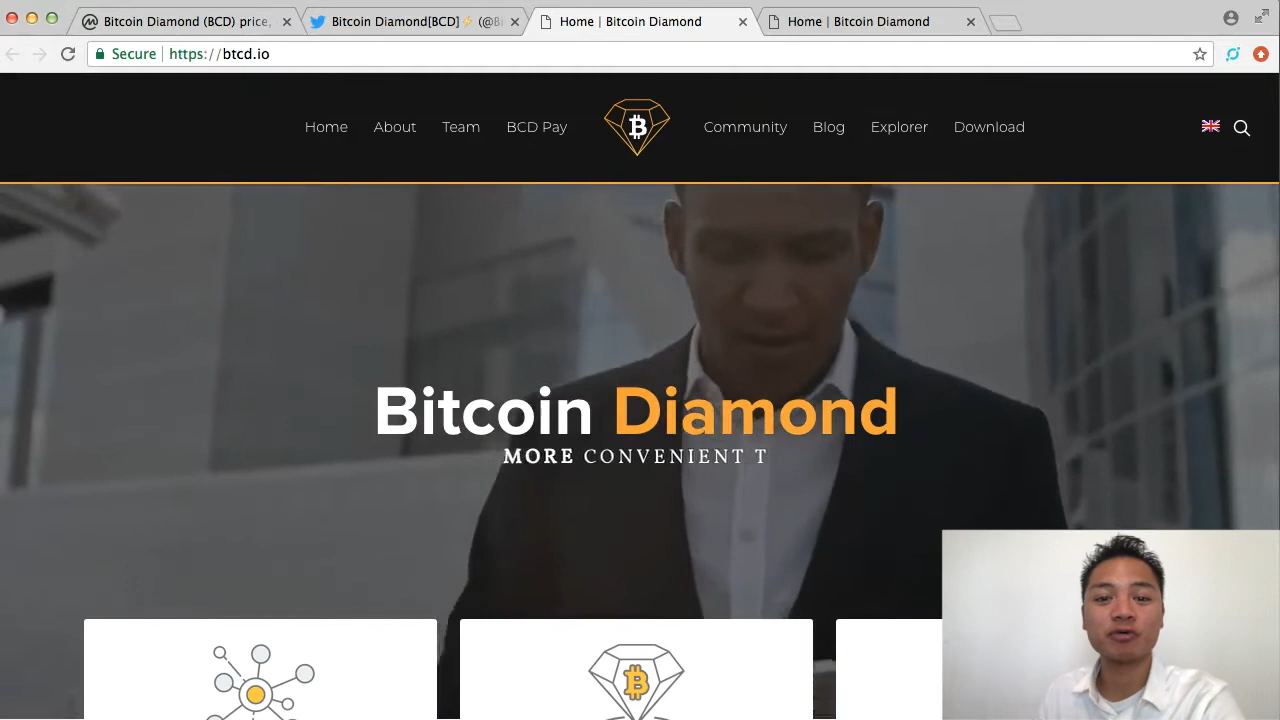 Bitcoin Diamond (BCD) price,
Bitcoin Diamond[BCD]⚡ (@Bi
Home | Bitcoin Diamond
Home | Bitcoin Diamond
Secure | https://btcd.io
Home About Team BCD Pay Community Blog Explorer Download
Bitcoin Diamond
MORE CONVENIENT T